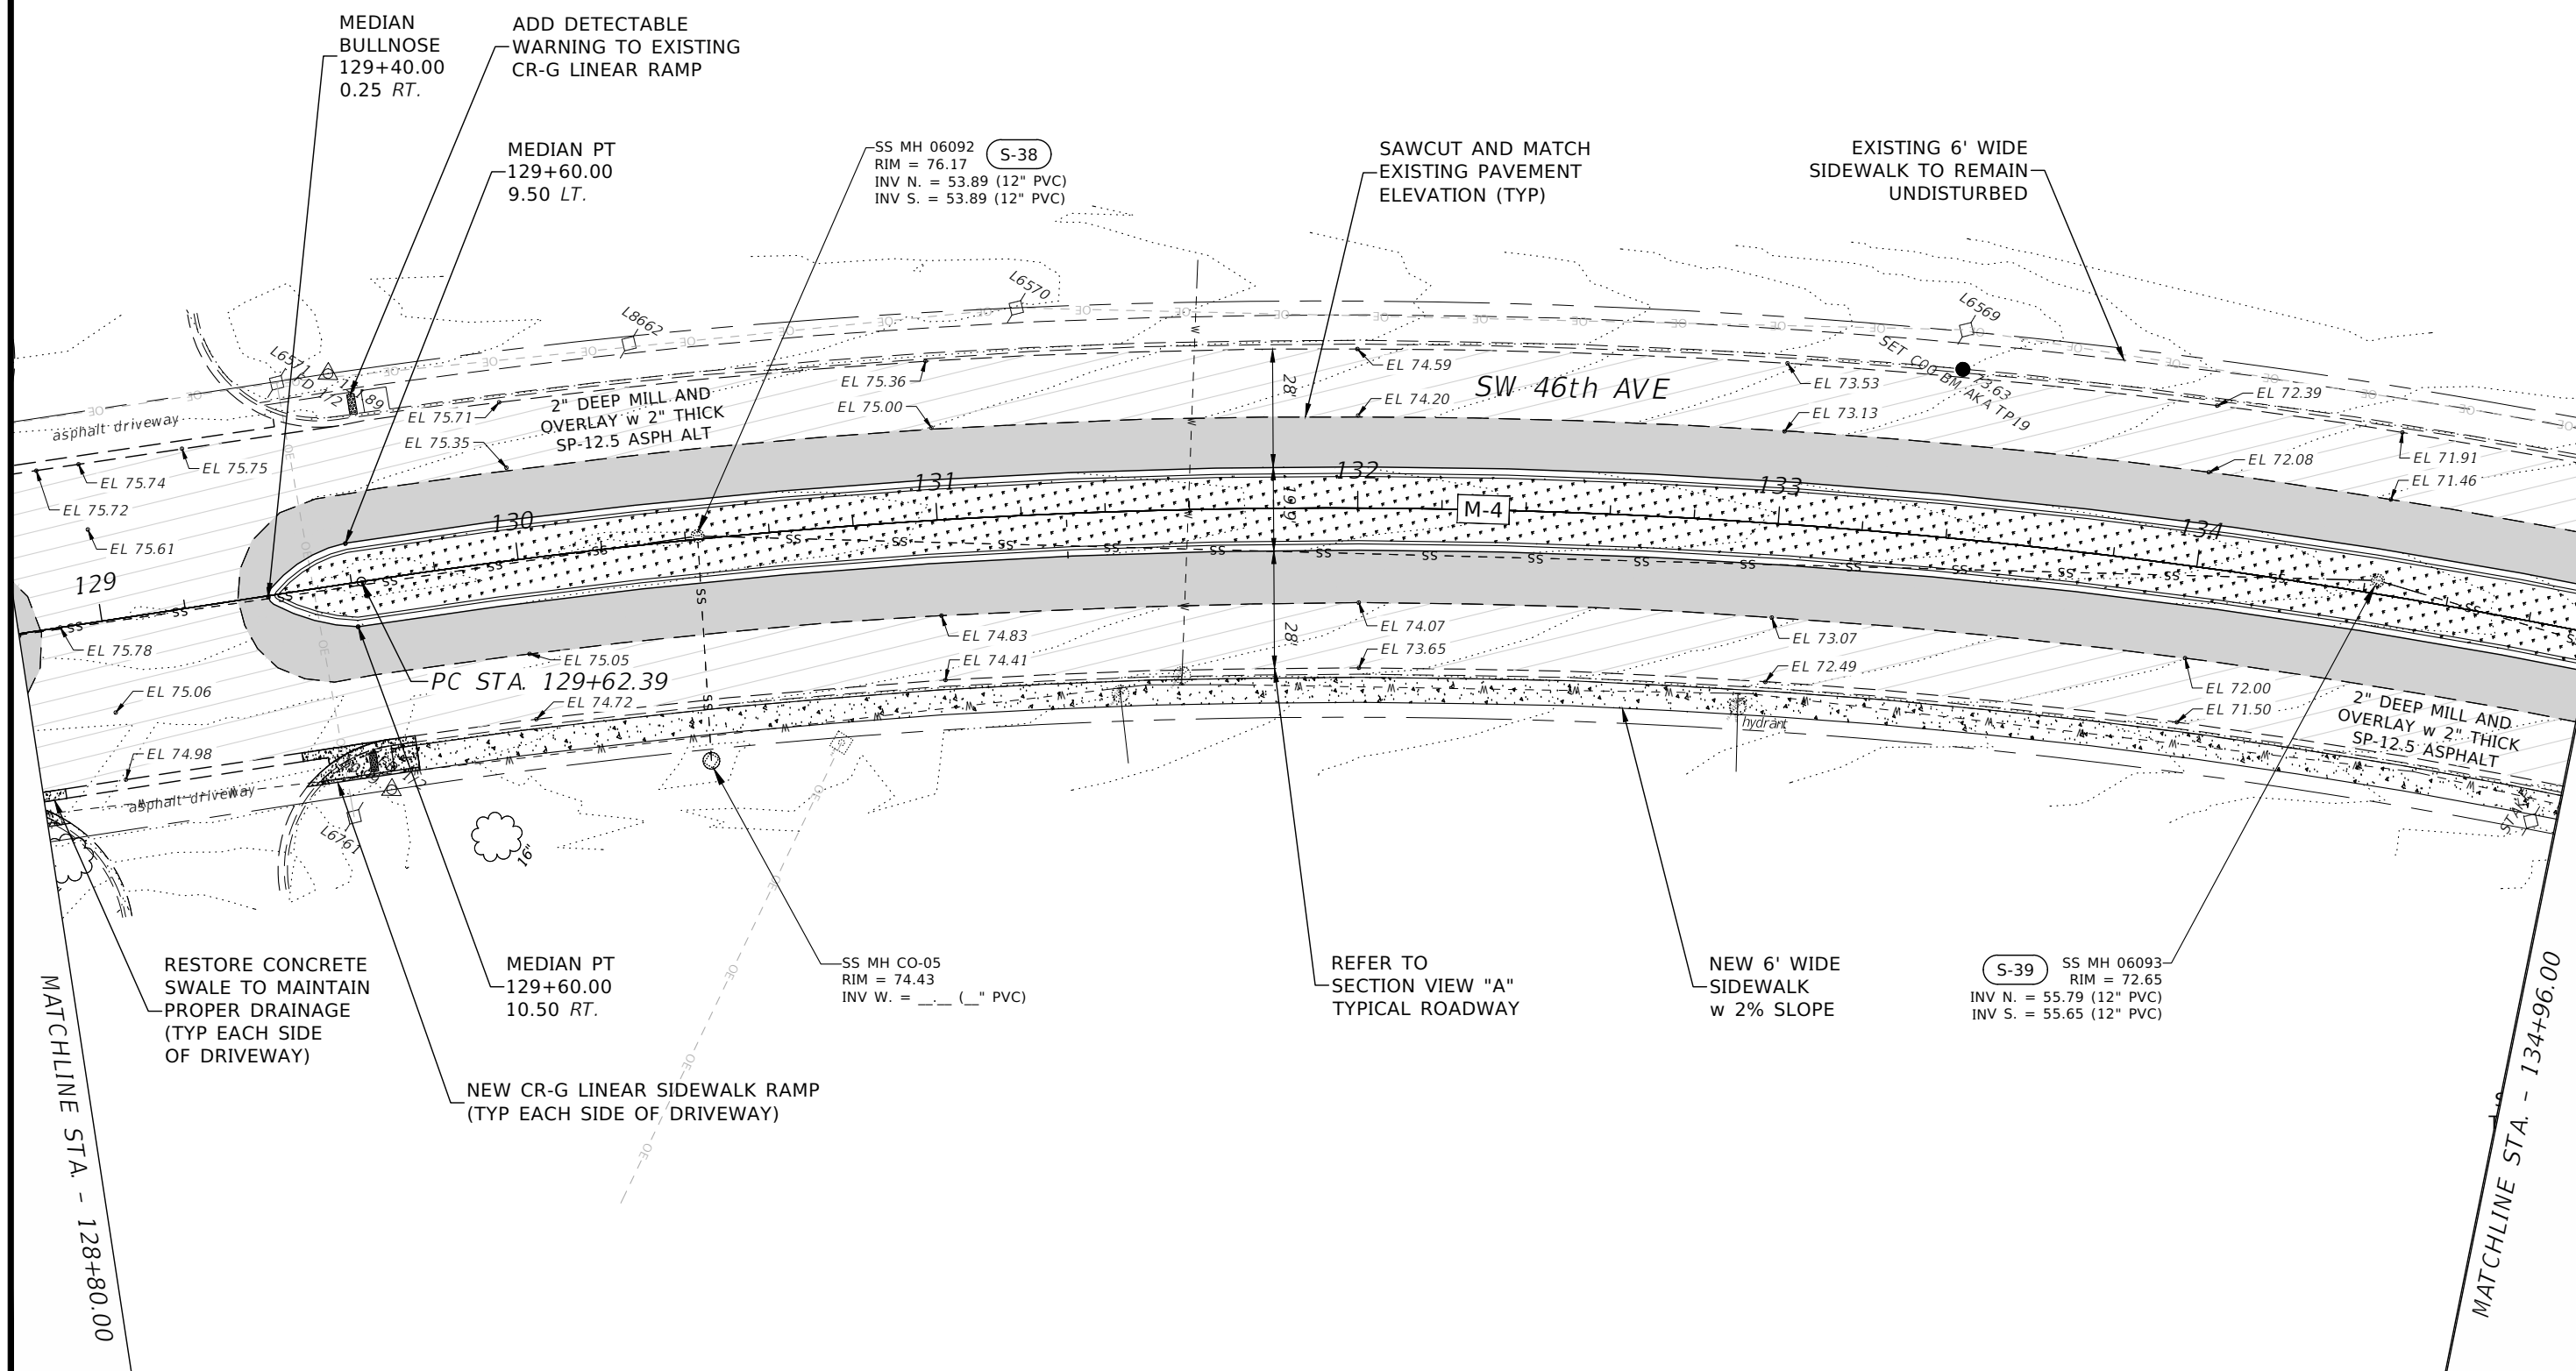 MEDIAN
BULLNOSE
129+40.00
0.25 RT.
ADD DETECTABLE
WARNING TO EXISTING
CR-G LINEAR RAMP
MEDIAN PT
129+60.00
9.50 LT.
SS MH 06092
RIM = 76.17
INV N. = 53.89 (12" PVC)
INV S. = 53.89 (12" PVC)
S-38
SAWCUT AND MATCH
EXISTING PAVEMENT
ELEVATION (TYP)
EXISTING 6' WIDE
SIDEWALK TO REMAIN
UNDISTURBED
L6571
L8662
L6570
L6569
SET COO BM AKA TP19
73.63
asphalt driveway
2" DEEP MILL AND
OVERLAY w 2" THICK
SP-12.5 ASPH ALT
SW 46th AVE
EL 75.71
EL 75.35
EL 75.36
EL 75.00
EL 74.59
EL 74.20
EL 73.53
EL 73.13
EL 72.39
EL 72.08
EL 71.91
EL 71.46
EL 75.75
EL 75.74
EL 75.72
EL 75.61
28'
19.9'
28'
129
130
131
132
133
134
M-4
EL 75.78
EL 75.06
EL 74.98
PC STA. 129+62.39
EL 75.05
EL 74.72
EL 74.83
EL 74.41
EL 74.07
EL 73.65
EL 73.07
EL 72.49
EL 72.00
EL 71.50
2" DEEP MILL AND
OVERLAY w 2" THICK
SP-12.5 ASPHALT
hydrant
asphalt driveway
L6761
16"
RESTORE CONCRETE
SWALE TO MAINTAIN
PROPER DRAINAGE
(TYP EACH SIDE
OF DRIVEWAY)
MEDIAN PT
129+60.00
10.50 RT.
SS MH CO-05
RIM = 74.43
INV W. = __.__ (__" PVC)
REFER TO
SECTION VIEW "A"
TYPICAL ROADWAY
NEW 6' WIDE
SIDEWALK
w 2% SLOPE
S-39
SS MH 06093
RIM = 72.65
INV N. = 55.79 (12" PVC)
INV S. = 55.65 (12" PVC)
NEW CR-G LINEAR SIDEWALK RAMP
(TYP EACH SIDE OF DRIVEWAY)
MATCHLINE STA. - 128+80.00
MATCHLINE STA. - 134+96.00